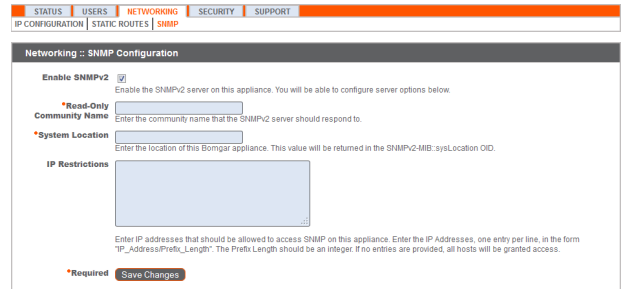 STATUS USERS NETWORKING SECURITY SUPPORT
IP CONFIGURATION STATIC ROUTES SNMP
Networking :: SNMP Configuration
Enable SNMPv2
Enable the SNMPv2 server on this appliance. You will be able to configure server options below.
*Read-Only
Community Name
Enter the community name that the SNMPv2 server should respond to.
*System Location
Enter the location of this Bomgar appliance. This value will be returned in the SNMPv2-MIB::sysLocation OID.
IP Restrictions
Enter IP addresses that should be allowed to access SNMP on this appliance. Enter the IP Addresses, one entry per line, in the form
"IP_Address/Prefix_Length". The Prefix Length should be an integer. If no entries are provided, all hosts will be granted access.
*Required Save Changes